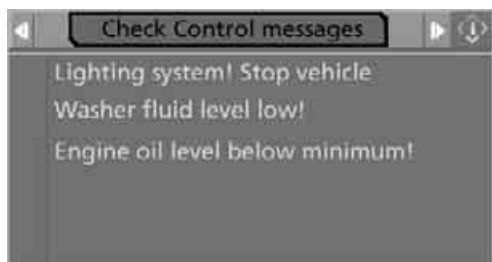 Check Control messages
Lighting system! Stop vehicle
Washer fluid level low!
Engine oil level below minimum!